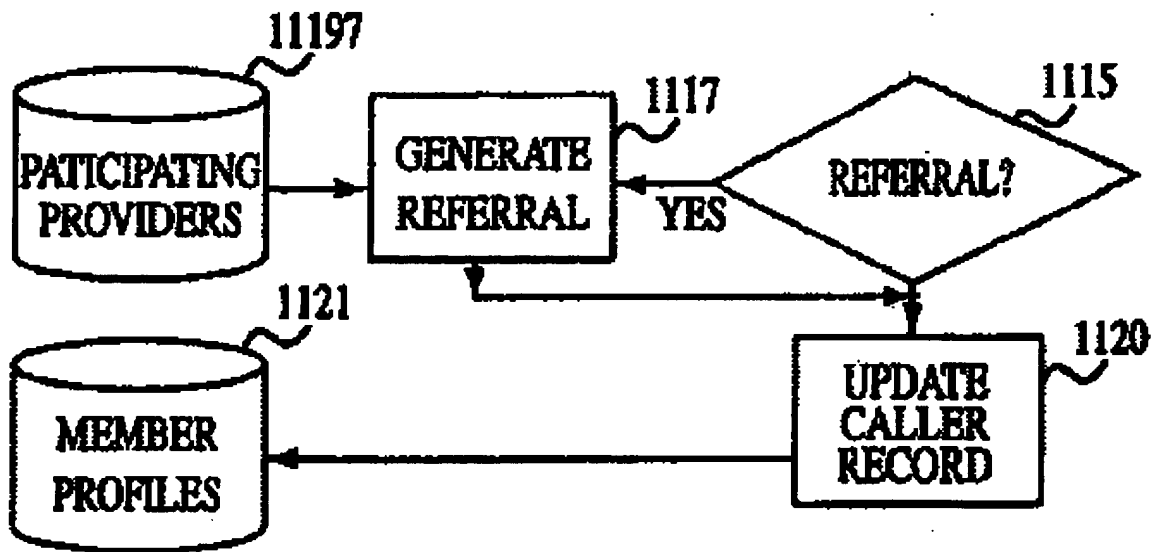 11197
PATICIPATING
PROVIDERS
1117
GENERATE
REFERRAL
1115
REFERRAL?
YES
1121
MEMBER
PROFILES
1120
UPDATE
CALLER
RECORD